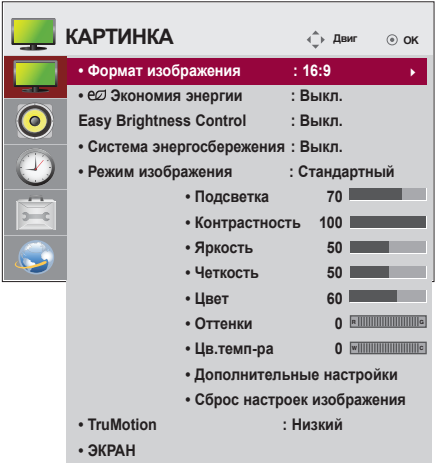 КАРТИНКА Двиг ОК
• Формат изображения : 16:9
• Экономия энергии : Выкл.
Easy Brightness Control : Выкл.
• Система энергосбережения : Выкл.
• Режим изображения : Стандартный
• Подсветка 70
• Контрастность 100
• Яркость 50
• Четкость 50
• Цвет 60
• Оттенки 0 R G
• Цв.темп-ра 0 W C
• Дополнительные настройки
• Сброс настроек изображения
• TruMotion : Низкий
• ЭКРАН